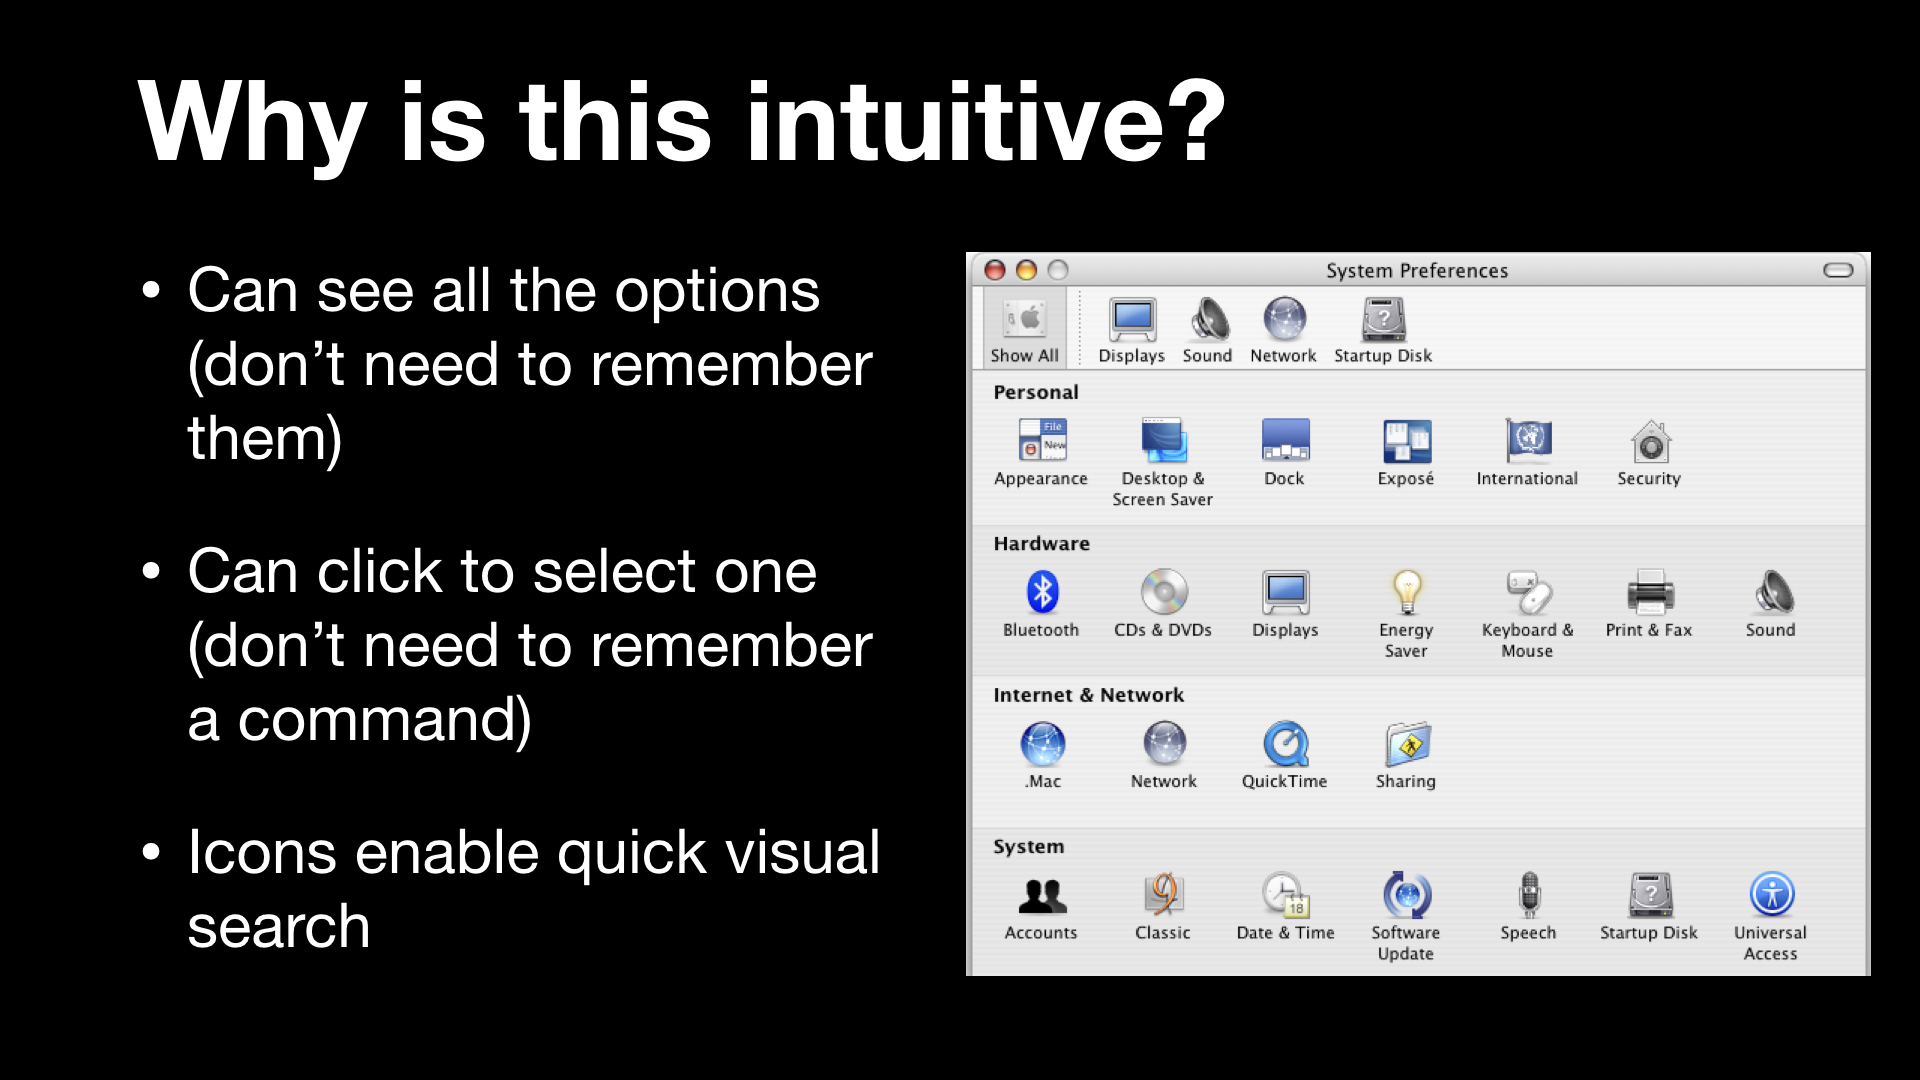 Why is this intuitive?
• Can see all the options
(don’t need to remember
them)
• Can click to select one
(don’t need to remember
a command)
• Icons enable quick visual
search
System Preferences
Show All Displays Sound Network Startup Disk
Personal
File
New
Appearance Desktop & Dock Exposé International Security
Screen Saver
Hardware
Bluetooth CDs & DVDs Displays Energy Keyboard & Print & Fax Sound
Saver Mouse
Internet & Network
.Mac Network QuickTime Sharing
System
18
Accounts Classic Date & Time Software Speech Startup Disk Universal
Update Access